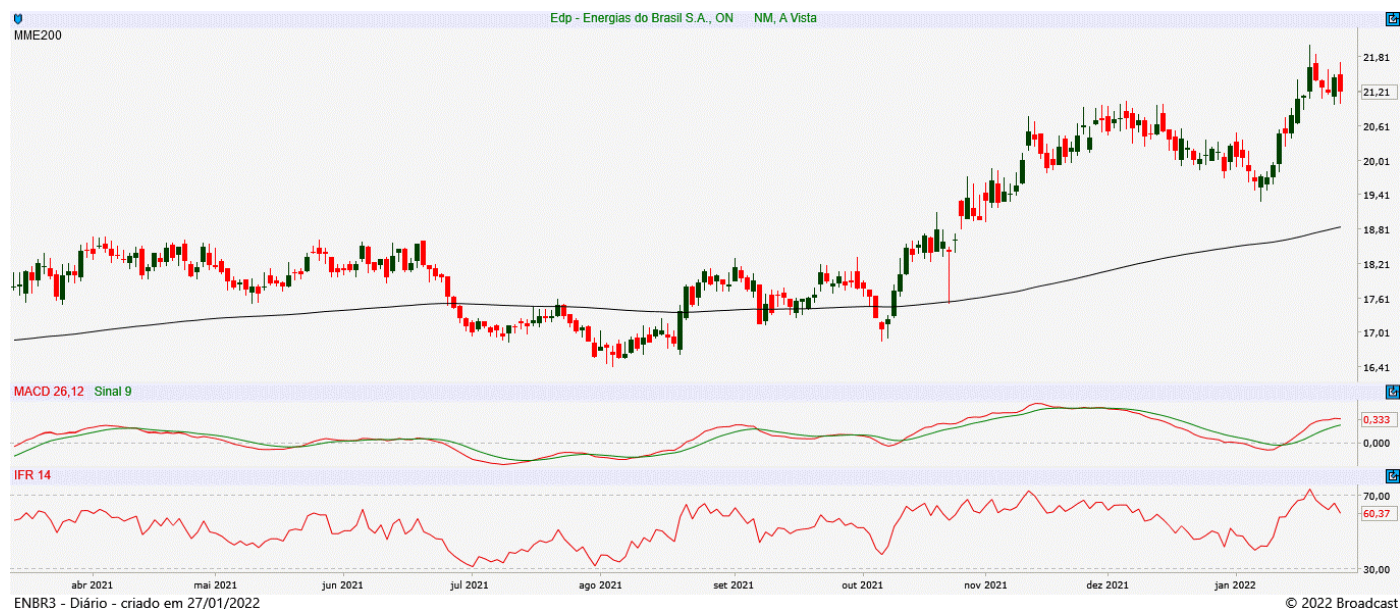 Edp - Energias do Brasil S.A., ON NM, A Vista
MME200
21,81
21,21
20,61
20,01
19,41
18,81
18,21
17,61
17,01
16,41
MACD 26,12 Sinal 9
0,333
0,000
IFR 14
70,00
60,37
30,00
abr 2021 mai 2021 jun 2021 jul 2021 ago 2021 set 2021 out 2021 nov 2021 dez 2021 jan 2022
ENBR3 - Diário - criado em 27/01/2022 © 2022 Broadcast